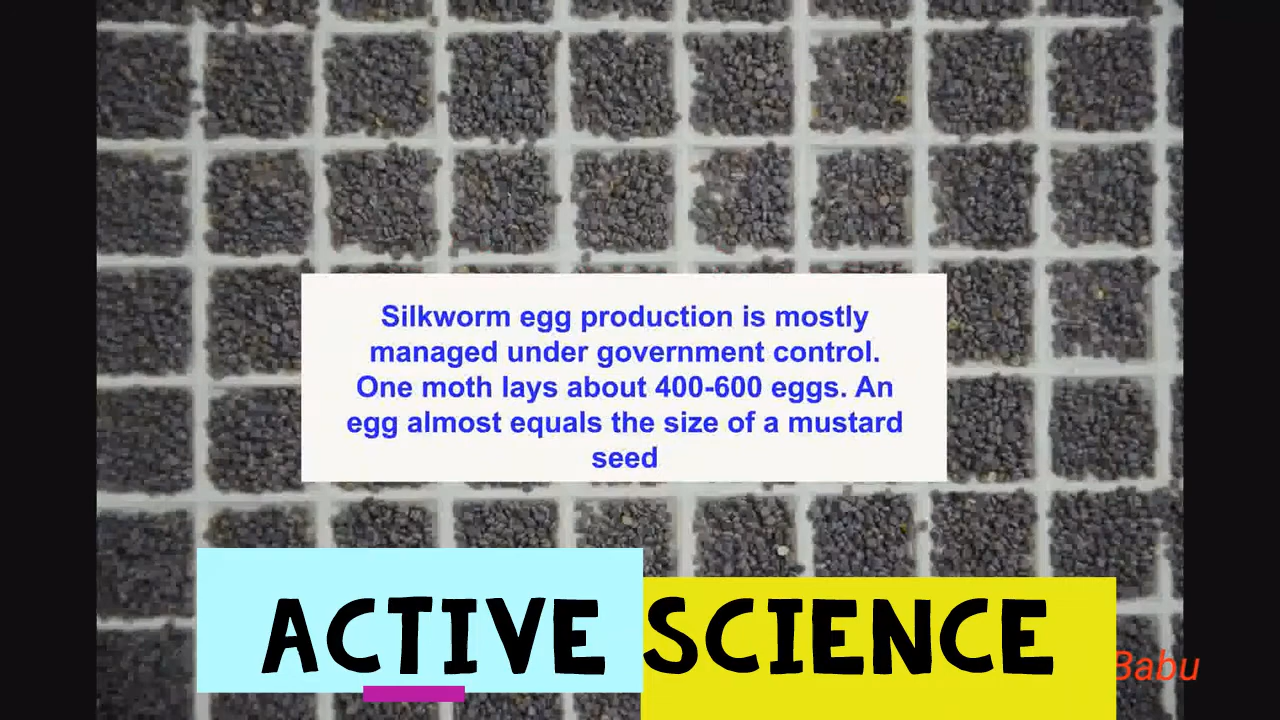 Silkworm egg production is mostly
managed under government control.
One moth lays about 400-600 eggs. An
egg almost equals the size of a mustard
seed
ACTIVE SCIENCE
Babu